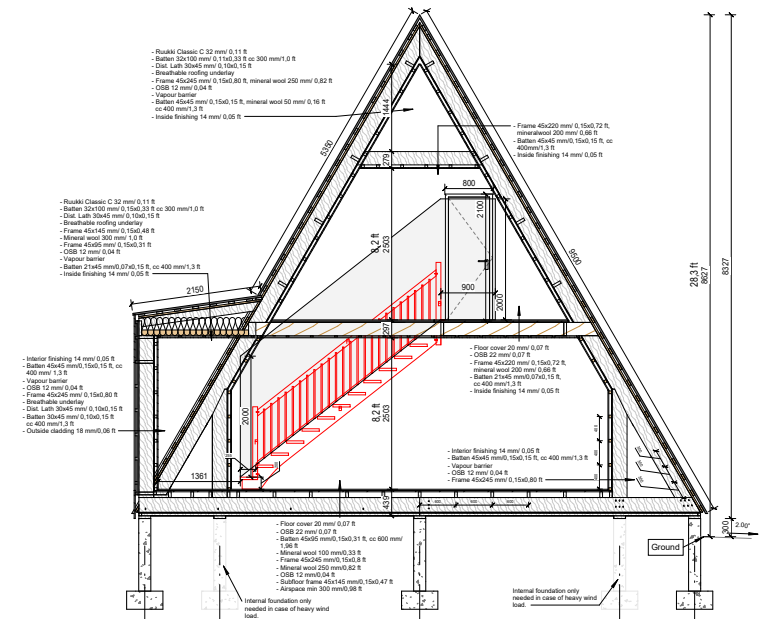 - Ruukki Classic C 32 mm/ 0,11 ft
- Batten 32x100 mm/ 0,11x0,33 ft cc 300 mm/1,0 ft
- Dist. Lath 30x45 mm/ 0,10x0,15 ft
- Breathable roofing underlay
- Frame 45x245 mm/ 0,15x0,80 ft, mineral wool 250 mm/ 0,82 ft
- OSB 12 mm/ 0,04 ft
- Vapour barrier
- Batten 45x45 mm/ 0,15x0,15 ft, mineral wool 50 mm/ 0,16 ft
cc 400 mm/1,3 ft
- Inside finishing 14 mm/ 0,05 ft
- Frame 45x220 mm/ 0,15x0,72 ft,
mineralwool 200 mm/ 0,66 ft
- Batten 45x45 mm/0,15x0,15 ft, cc
400mm/1,3 ft
- Inside finishing 14 mm/ 0,05 ft
5350
1444
279
800
2100
8,2 ft
2503
900
2000
9500
28,3 ft
8627
8327
- Ruukki Classic C 32 mm/ 0,11 ft
- Batten 32x100 mm/ 0,15x0,33 ft cc 300 mm/1,0 ft
- Dist. Lath 30x45 mm/ 0,10x0,15 ft
- Breathable roofing underlay
- Frame 45x145 mm/ 0,15x0,48 ft
- Mineral wool 300 mm/ 1,0 ft
- Frame 45x95 mm/ 0,15x0,31 ft
- OSB 12 mm/ 0,04 ft
- Vapour barrier
- Batten 21x45 mm/0,07x0,15 ft, cc 400 mm/1,3 ft
- Inside finishing 14 mm/ 0,05 ft
2150
297
- Interior finishing 14 mm/ 0,05 ft
- Batten 45x45 mm/ 0,15x0,15 ft, cc
400 mm/ 1,3 ft
- Vapour barrier
- OSB 12 mm/ 0,04 ft
- Frame 45x245 mm/ 0,15x0,80 ft
- Breathable underlay
- Dist. Lath 30x45 mm/ 0,10x0,15 ft
- Batten 30x45 mm/ 0,10x0,15 ft
cc 400 mm/1,3 ft
- Outside cladding 18 mm/0,06 ft
- Floor cover 20 mm/ 0,07 ft
- OSB 22 mm/ 0,07 ft
- Frame 45x220 mm/ 0,15x0,72 ft,
mineral wool 200 mm/ 0,66 ft
- Batten 21x45 mm/0,07x0,15 ft,
cc 400 mm/1,3 ft
- Inside finishing 14 mm/ 0,05 ft
2000
8,2 ft
2503
- Interior finishing 14 mm/ 0,05 ft
- Batten 45x45 mm/ 0,15x0,15 ft, cc 400 mm/1,3 ft
- Vapour barrier
- OSB 12 mm/ 0,04 ft
- Frame 45x245 mm/ 0,15x0,80 ft
1361
439
300
2.0°
Ground
- Floor cover 20 mm/ 0,07 ft
- OSB 22 mm/ 0,07 ft
- Batten 45x95 mm/0,15x0,31 ft, cc 600 mm/
1,96 ft
- Mineral wool 100 mm/0,33 ft
- Frame 45x245 mm/ 0,15x0,8 ft
- Mineral wool 250 mm/0,82 ft
- OSB 12 mm/0,04 ft
- Subfloor frame 45x145 mm/0,15x0,47 ft
- Airspace min 300 mm/0,98 ft
Internal foundation only
needed in case of heavy wind
load.
Internal foundation only
needed in case of heavy wind
load.